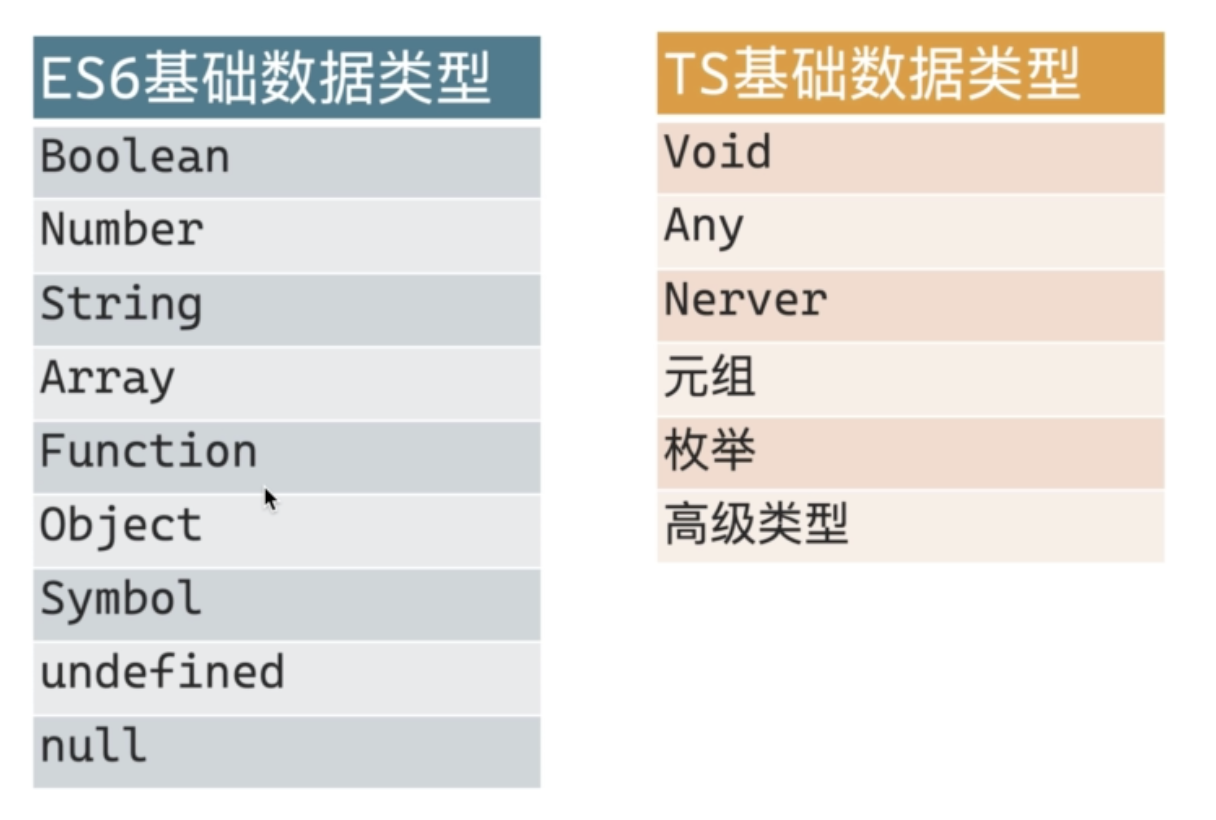 ES6基础数据类型
Boolean
Number
String
Array
Function
Object
Symbol
undefined
null
TS基础数据类型
Void
Any
Nerver
元组
枚举
高级类型